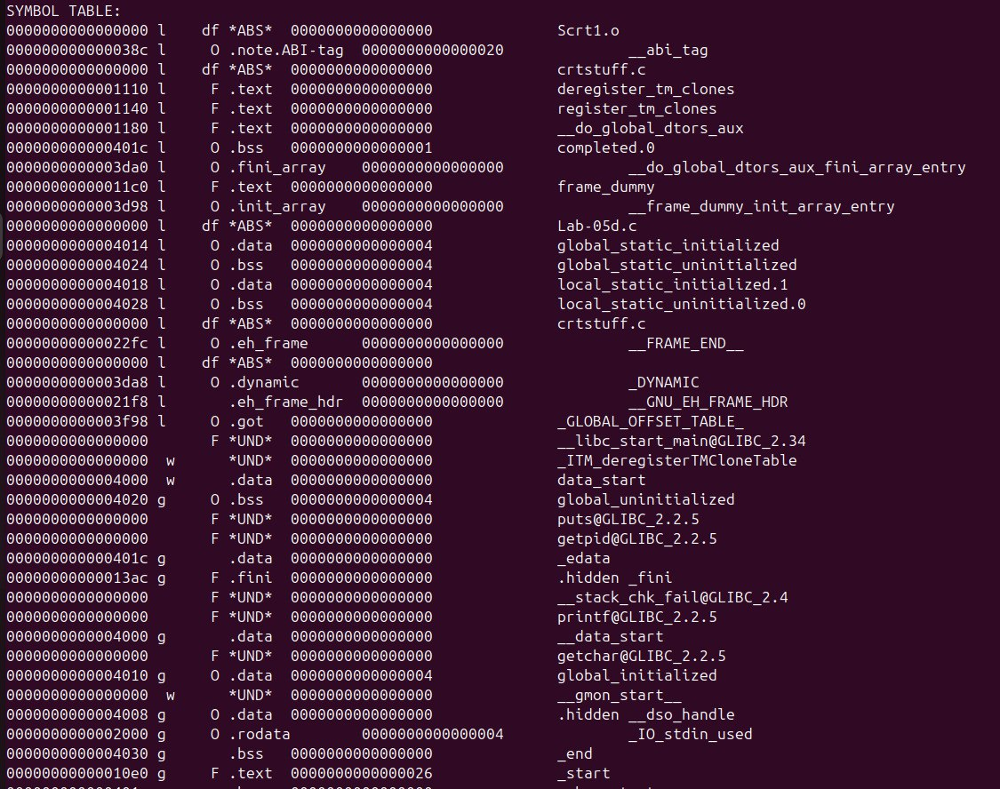 SYMBOL TABLE:
0000000000000000 l    df *ABS*  0000000000000000              Scrt1.o
000000000000038c l     O .note.ABI-tag  0000000000000020              __abi_tag
0000000000000000 l    df *ABS*  0000000000000000              crtstuff.c
0000000000001110 l     F .text  0000000000000000              deregister_tm_clones
0000000000001140 l     F .text  0000000000000000              register_tm_clones
0000000000001180 l     F .text  0000000000000000              __do_global_dtors_aux
000000000000401c l     O .bss   0000000000000001              completed.0
0000000000003da0 l     O .fini_array    0000000000000000              __do_global_dtors_aux_fini_array_entry
00000000000011c0 l     F .text  0000000000000000              frame_dummy
0000000000003d98 l     O .init_array    0000000000000000              __frame_dummy_init_array_entry
0000000000000000 l    df *ABS*  0000000000000000              Lab-05d.c
0000000000004014 l     O .data  0000000000000004              global_static_initialized
0000000000004024 l     O .bss   0000000000000004              global_static_uninitialized
0000000000004018 l     O .data  0000000000000004              local_static_initialized.1
0000000000004028 l     O .bss   0000000000000004              local_static_uninitialized.0
0000000000000000 l    df *ABS*  0000000000000000              crtstuff.c
00000000000022fc l     O .eh_frame      0000000000000000              __FRAME_END__
0000000000000000 l    df *ABS*  0000000000000000
0000000000003da8 l     O .dynamic       0000000000000000              _DYNAMIC
00000000000021f8 l       .eh_frame_hdr  0000000000000000              __GNU_EH_FRAME_HDR
0000000000003f98 l     O .got   0000000000000000              _GLOBAL_OFFSET_TABLE_
0000000000000000       F *UND*  0000000000000000              __libc_start_main@GLIBC_2.34
0000000000000000  w      *UND*  0000000000000000              _ITM_deregisterTMCloneTable
0000000000004000  w      .data  0000000000000000              data_start
0000000000004020 g     O .bss   0000000000000004              global_uninitialized
0000000000000000       F *UND*  0000000000000000              puts@GLIBC_2.2.5
0000000000000000       F *UND*  0000000000000000              getpid@GLIBC_2.2.5
000000000000401c g       .data  0000000000000000              _edata
00000000000013ac g     F .fini  0000000000000000              .hidden _fini
0000000000000000       F *UND*  0000000000000000              __stack_chk_fail@GLIBC_2.4
0000000000000000       F *UND*  0000000000000000              printf@GLIBC_2.2.5
0000000000004000 g       .data  0000000000000000              __data_start
0000000000000000       F *UND*  0000000000000000              getchar@GLIBC_2.2.5
0000000000004010 g     O .data  0000000000000004              global_initialized
0000000000000000  w      *UND*  0000000000000000              __gmon_start__
0000000000004008 g     O .data  0000000000000000              .hidden __dso_handle
0000000000002000 g     O .rodata        0000000000000004              _IO_stdin_used
0000000000004030 g       .bss   0000000000000000              _end
00000000000010e0 g     F .text  0000000000000026              _start